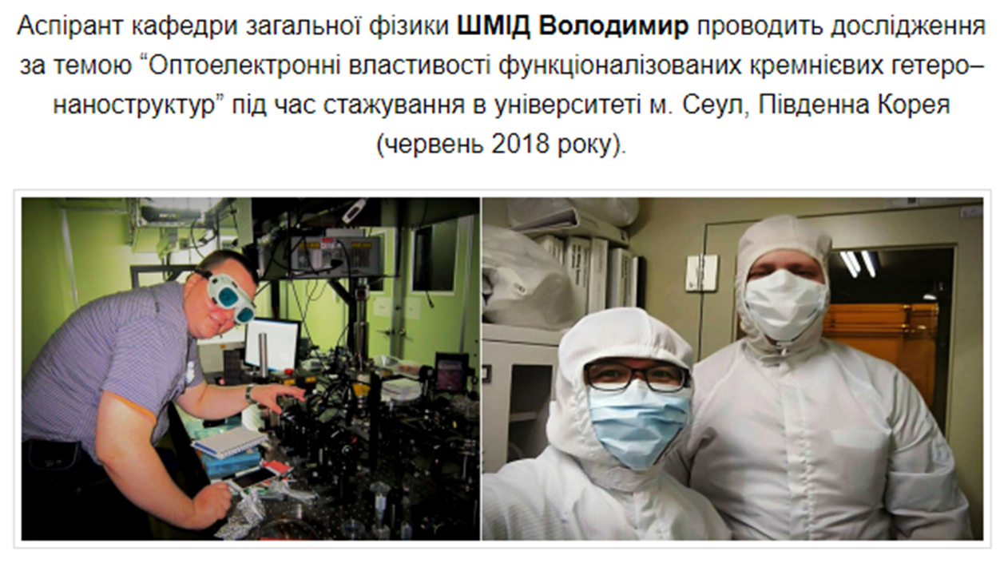 Аспірант кафедри загальної фізики ШМІД Володимир проводить дослідження
за темою “Оптоелектронні властивості функціоналізованих кремнієвих гетеро–
наноструктур” під час стажування в університеті м. Сеул, Південна Корея
(червень 2018 року).